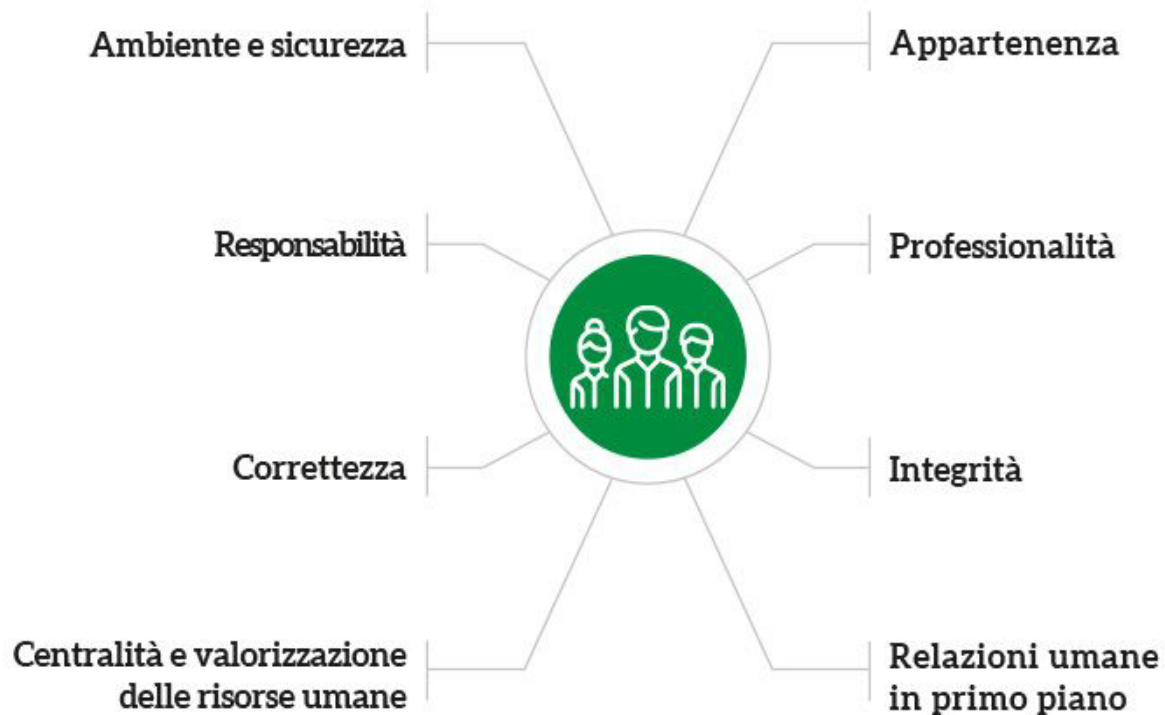 Ambiente e sicurezza
Appartenenza
Responsabilità
Professionalità
Correttezza
Integrità
Centralità e valorizzazione
delle risorse umane
Relazioni umane
in primo piano